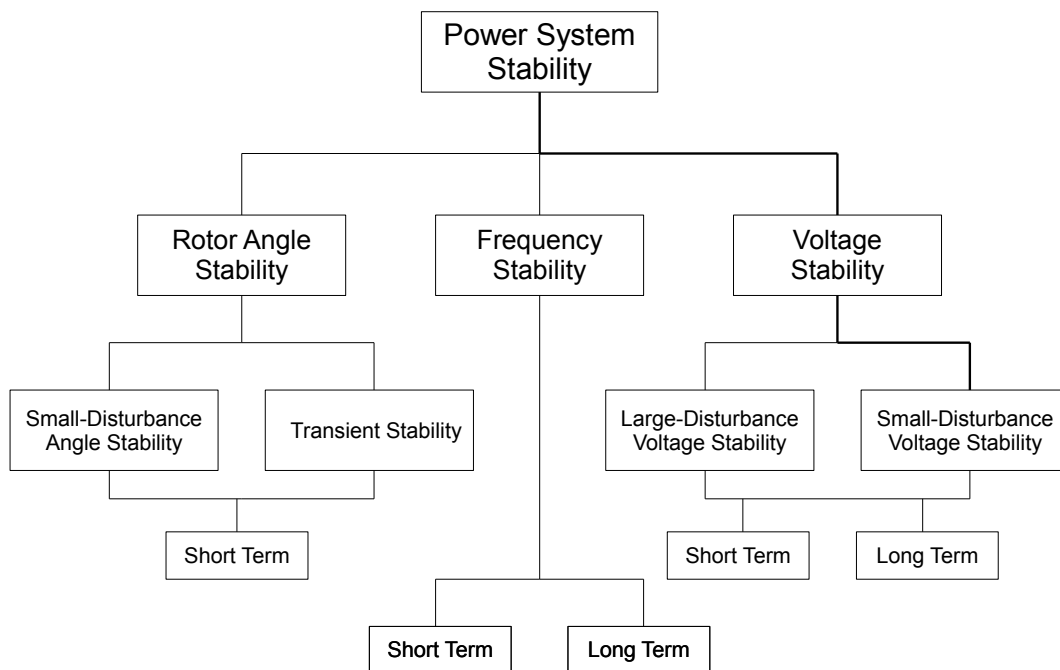 Power System
Stability
Rotor Angle
Stability
Frequency
Stability
Voltage
Stability
Small-Disturbance
Angle Stability
Transient Stability
Large-Disturbance
Voltage Stability
Small-Disturbance
Voltage Stability
Short Term
Short Term
Long Term
Short Term
Long Term